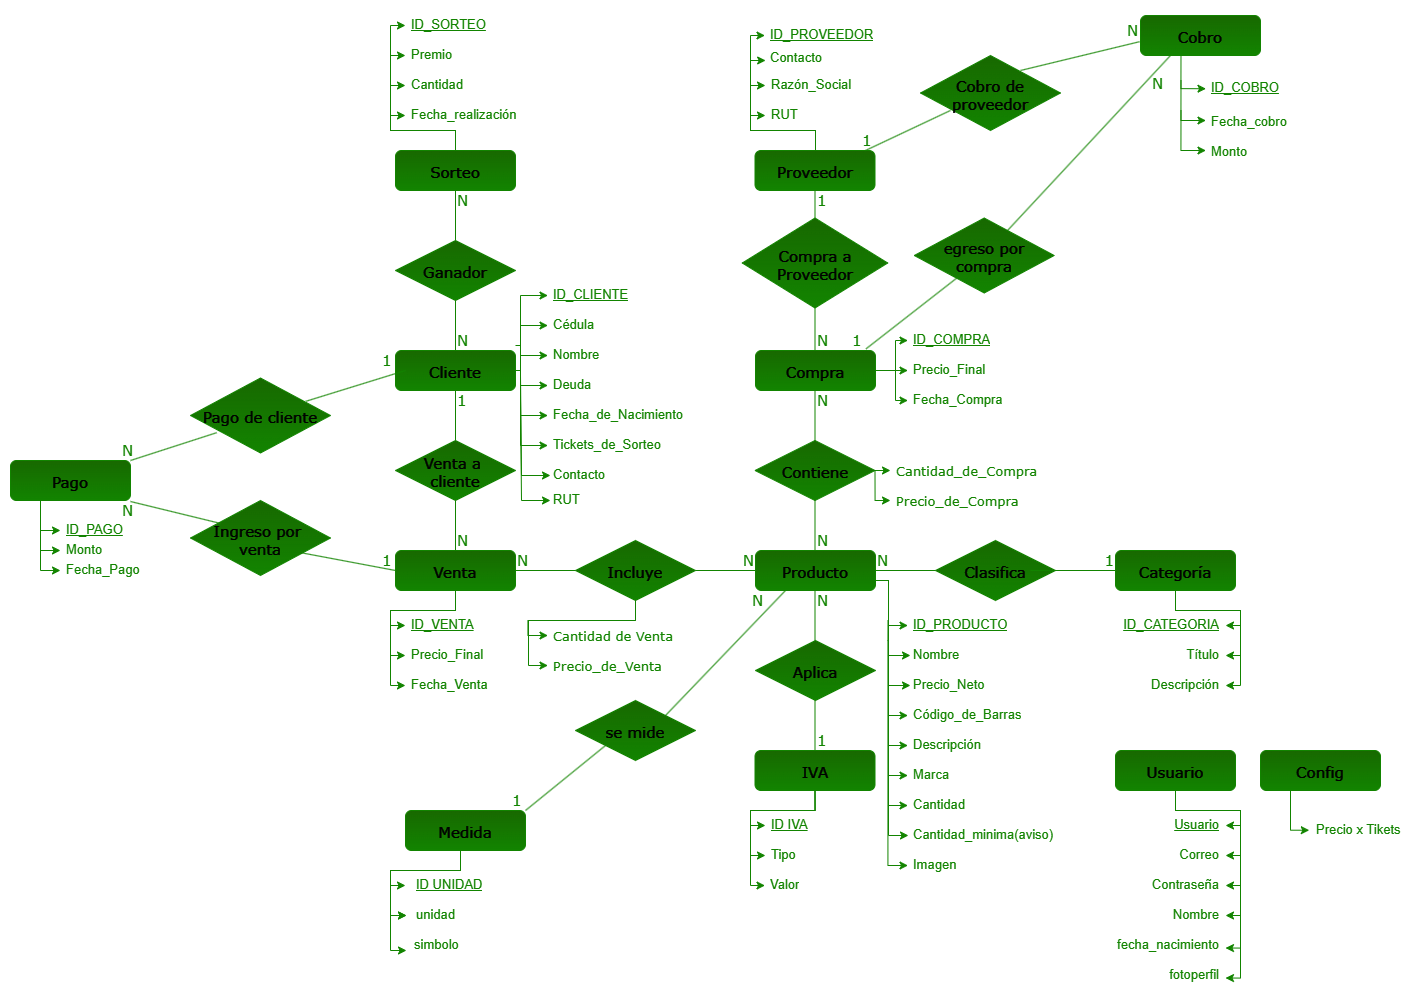 ID_SORTEO
Premio
Cantidad
Fecha_realización
Sorteo
N
Ganador
N
Cliente
ID_CLIENTE
Cédula
Nombre
Deuda
Fecha_de_Nacimiento
Tickets_de_Sorteo
Contacto
RUT
1
Pago de cliente
N
Pago
ID_PAGO
Monto
Fecha_Pago
N
Ingreso por
venta
1
1
Venta a
cliente
N
Venta
ID_VENTA
Precio_Final
Fecha_Venta
N
Incluye
N
Cantidad de Venta
Precio_de_Venta
ID_PROVEEDOR
Contacto
Razón_Social
RUT
Proveedor
1
Cobro de
proveedor
N
Cobro
ID_COBRO
Fecha_cobro
Monto
N
egreso por
compra
1
1
Compra a
Proveedor
N
Compra
ID_COMPRA
Precio_Final
Fecha_Compra
N
Contiene
Cantidad_de_Compra
Precio_de_Compra
N
Producto
ID_PRODUCTO
Nombre
Precio_Neto
Código_de_Barras
Descripción
Marca
Cantidad
Cantidad_minima(aviso)
Imagen
N
Clasifica
1
Categoría
ID_CATEGORIA
Título
Descripción
N
Aplica
1
IVA
ID IVA
Tipo
Valor
N
se mide
1
Medida
ID UNIDAD
unidad
simbolo
Usuario
Usuario
Correo
Contraseña
Nombre
fecha_nacimiento
fotoperfil
Config
Precio x Tikets